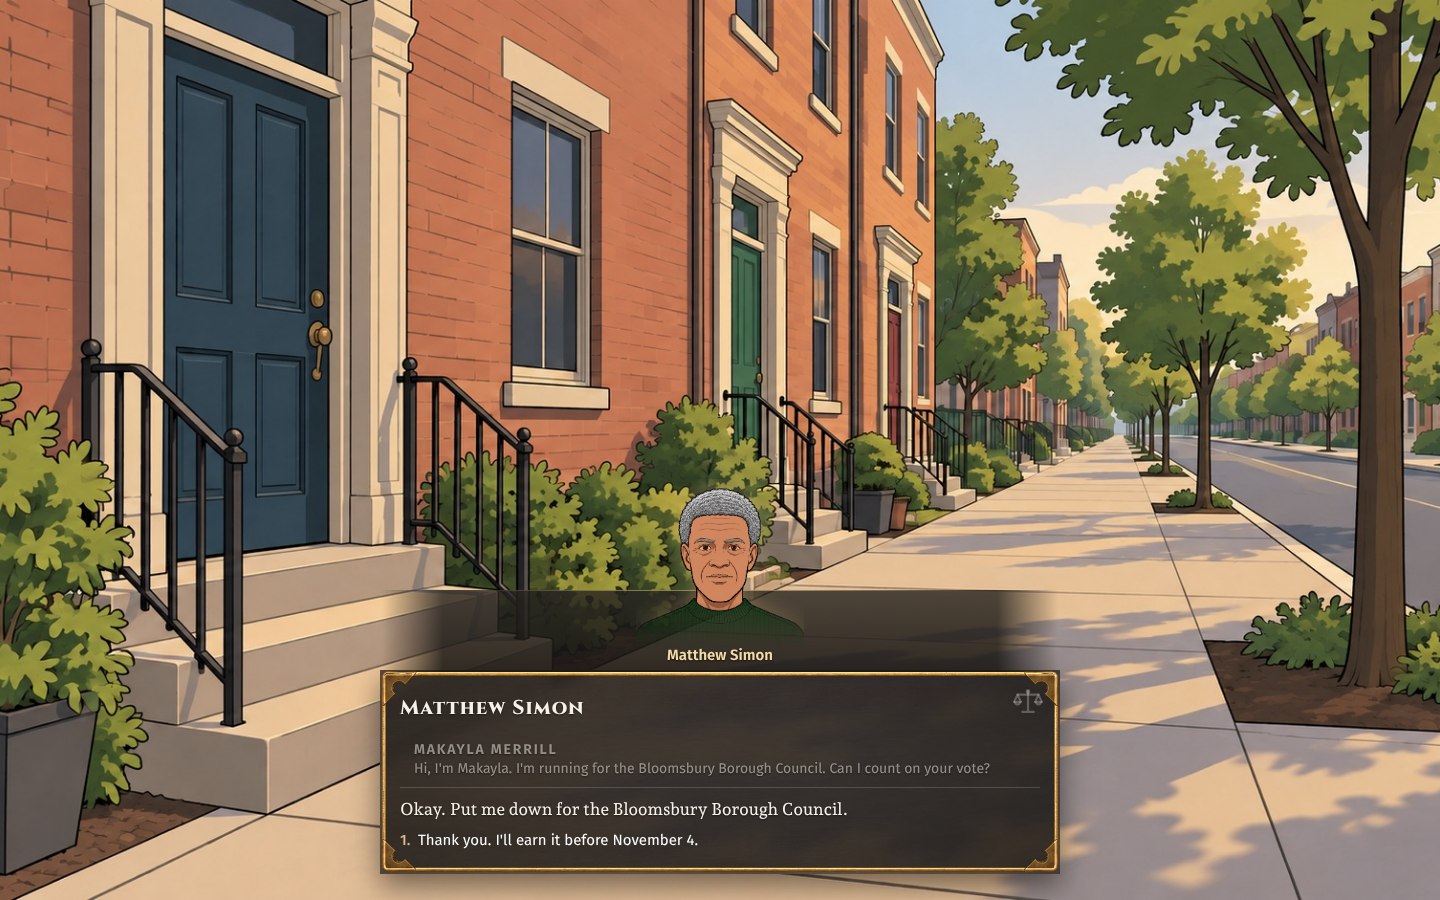 Matthew Simon
MATTHEW SIMON
MAKAYLA MERRILL
Hi, I'm Makayla. I'm running for the Bloomsbury Borough Council. Can I count on your vote?
Okay. Put me down for the Bloomsbury Borough Council.
1. Thank you. I'll earn it before November 4.